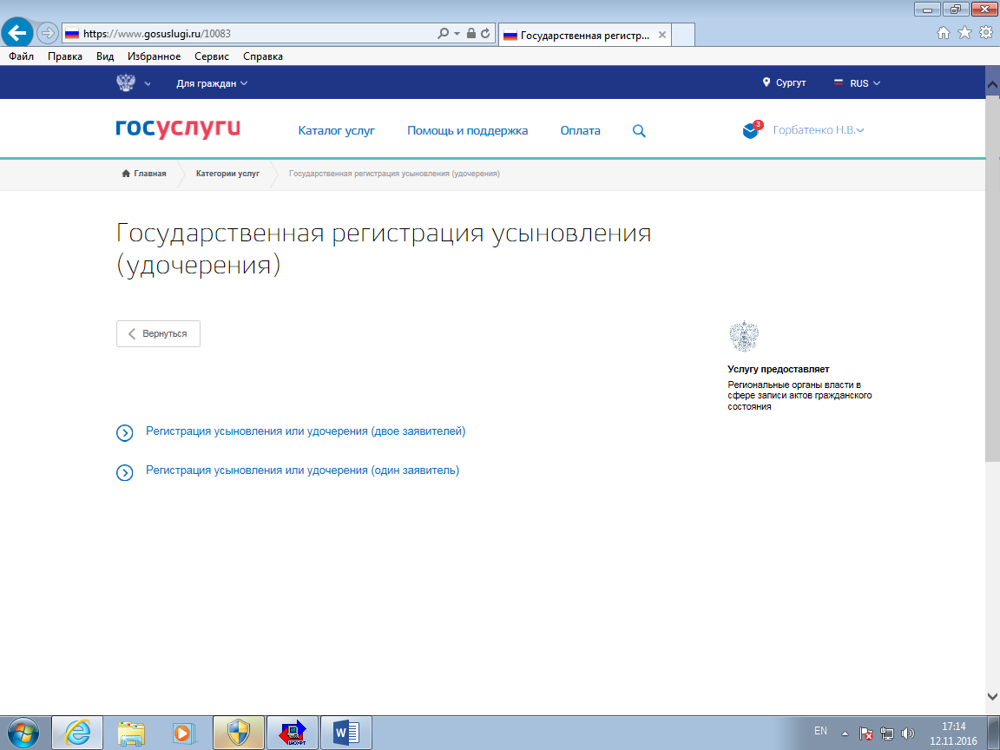 https://www.gosuslugi.ru/10083
Государственная регистр...
Файл Правка Вид Избранное Сервис Справка
Для граждан
Сургут
RUS
госуслуги
Каталог услуг
Помощь и поддержка
Оплата
3
Горбатенко Н.В.
Главная
Категории услуг
Государственная регистрация усыновления (удочерения)
Государственная регистрация усыновления
(удочерения)
Вернуться
Услугу предоставляет
Региональные органы власти в
сфере записи актов гражданского
состояния
Регистрация усыновления или удочерения (двое заявителей)
Регистрация усыновления или удочерения (один заявитель)
EN
17:14
12.11.2016